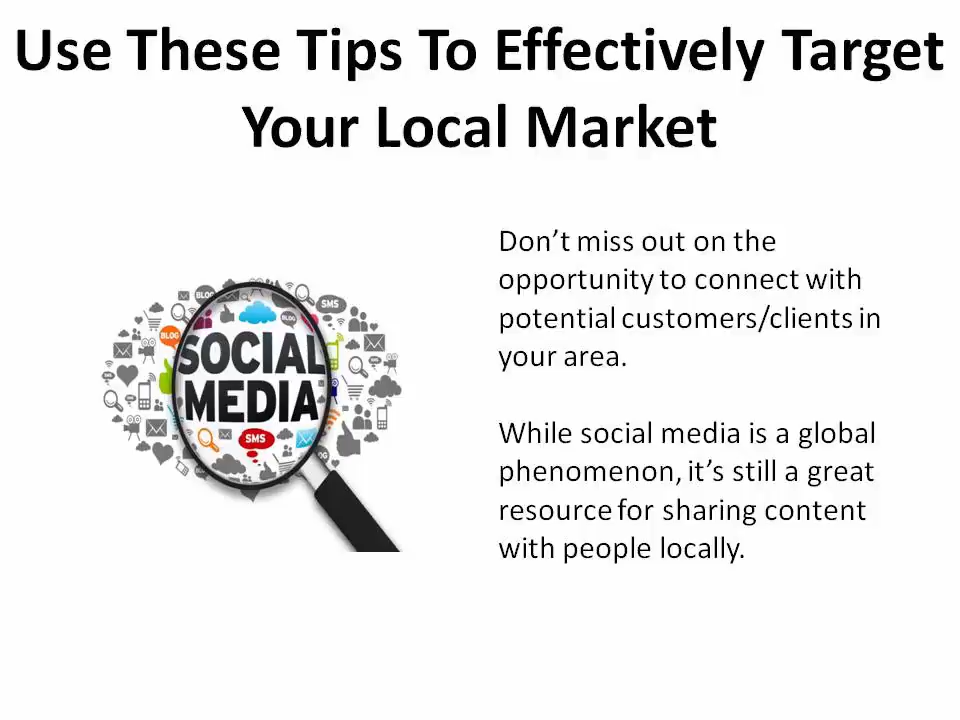 Use These Tips To Effectively Target
Your Local Market
Don't miss out on the
opportunity to connect with
potential customers/clients in
your area.
While social media is a global
phenomenon, it's still a great
resource for sharing content
with people locally.
BLOG
SMS
BLOG
BLOG
SOCIAL
MEDIA
SMS